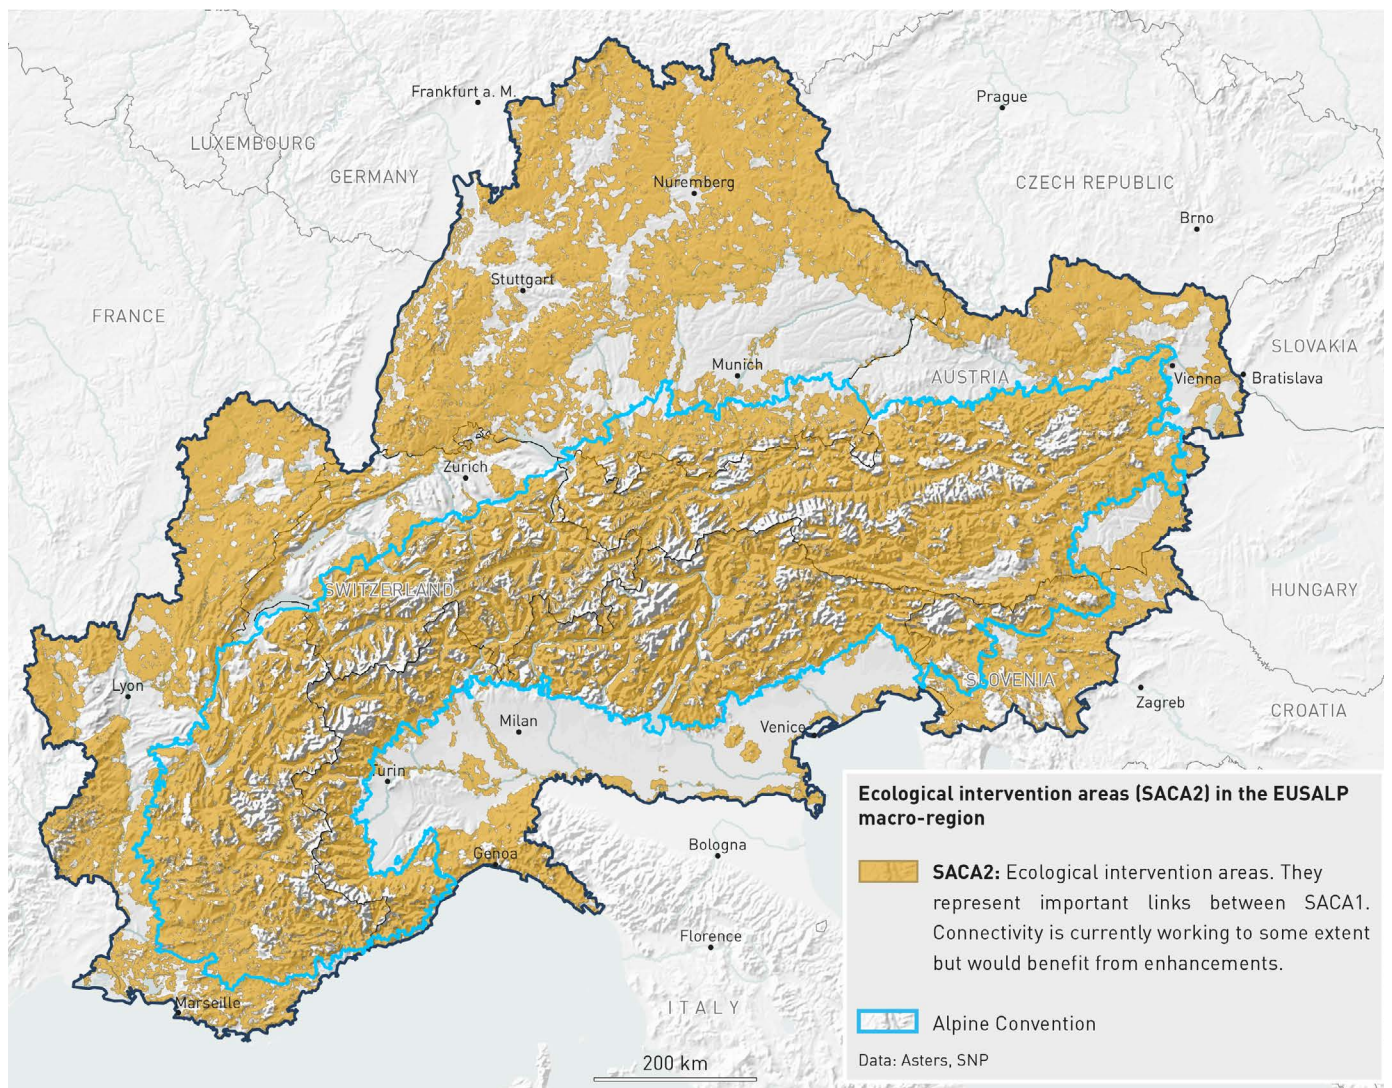 Frankfurt a. M.
Prague
LUXEMBOURG
GERMANY
Nuremberg
CZECH REPUBLIC
Brno
Stuttgart
FRANCE
SLOVAKIA
Munich
AUSTRIA
Vienna
Bratislava
Zürich
SWITZERLAND
HUNGARY
Lyon
SLOVENIA
Zagreb
CROATIA
Milan
Venice
Turin
Genoa
Bologna
Florence
Marseille
ITALY
200 km
Ecological intervention areas (SACA2) in the EUSALP
macro-region
SACA2: Ecological intervention areas. They
represent important links between SACA1.
Connectivity is currently working to some extent
but would benefit from enhancements.
Alpine Convention
Data: Asters, SNP